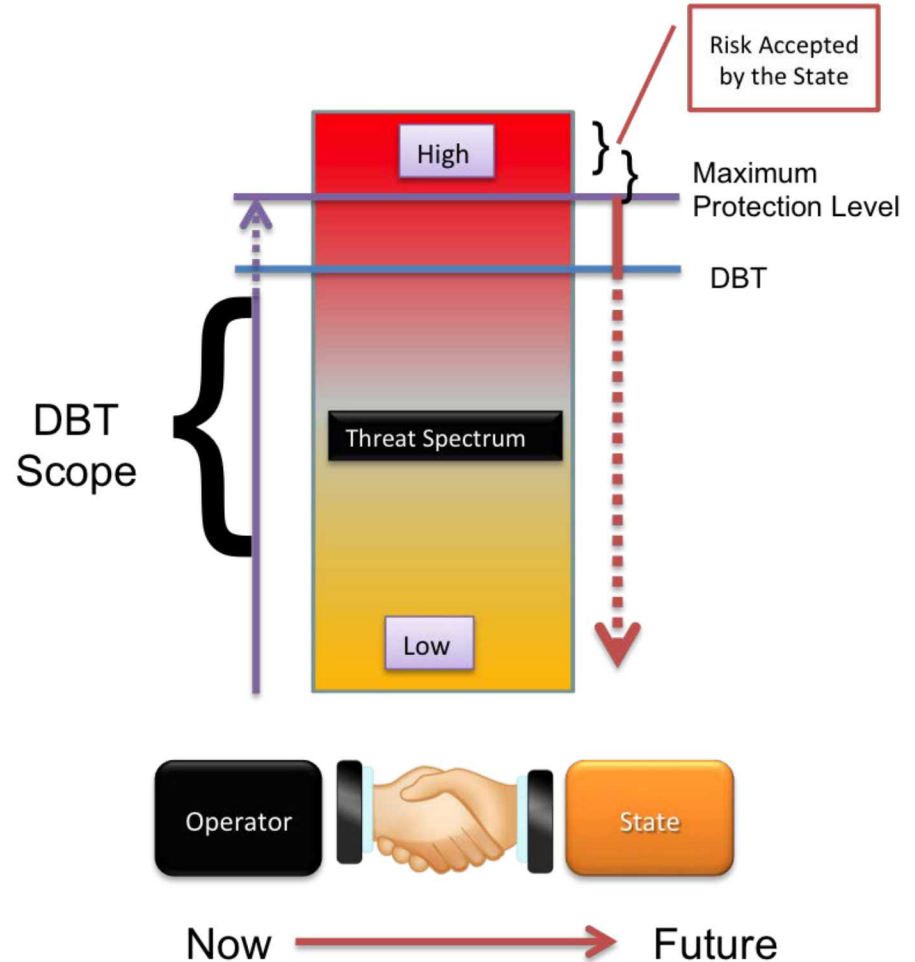 Risk Accepted
by the State
High
Maximum
Protection Level
DBT
DBT
Scope
Threat Spectrum
Low
Operator
State
Now
Future